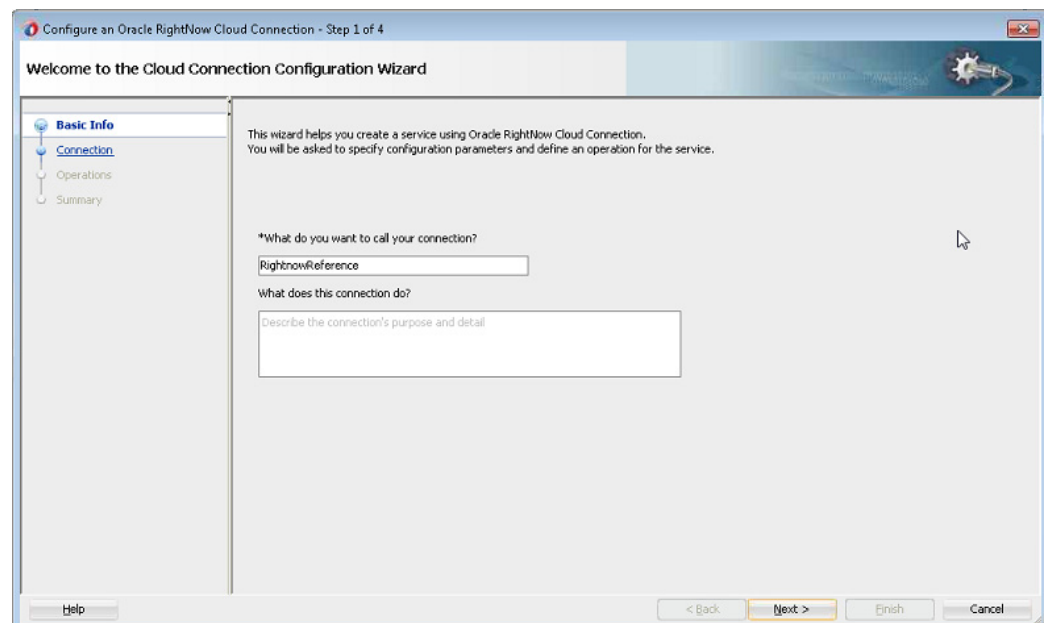 Configure an Oracle RightNow Cloud Connection - Step 1 of 4
Welcome to the Cloud Connection Configuration Wizard
Basic Info
Connection
Operations
Summary
This wizard helps you create a service using Oracle RightNow Cloud Connection.
You will be asked to specify configuration parameters and define an operation for the service.
*What do you want to call your connection?
RightnowReference
What does this connection do?
Describe the connection's purpose and detail
Help
< Back
Next >
Finish
Cancel